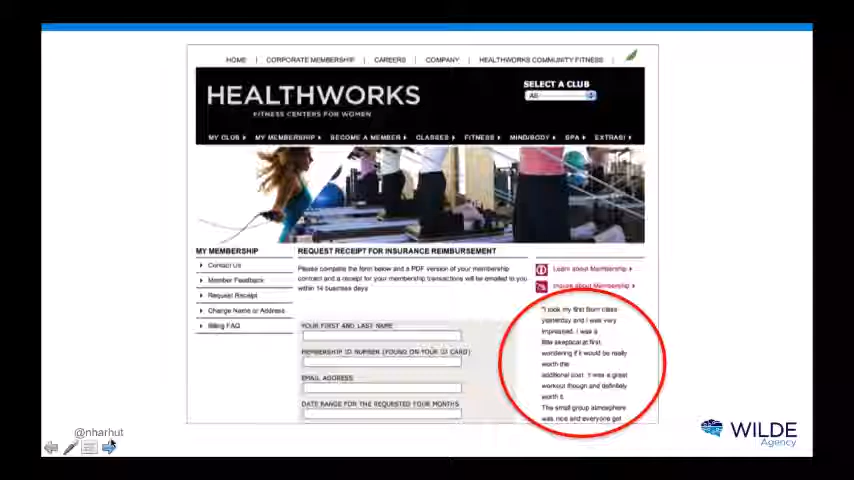 HOME | CORPORATE MEMBERSHIP | CAREERS | COMPANY | HEALTHWORKS COMMUNITY FITNESS |
SELECT A CLUB
All
HEALTHWORKS
FITNESS CENTERS FOR WOMEN
MY CLUB MY MEMBERSHIP BECOME A MEMBER CLASSES FITNESS MIND/BODY SPA EXTRAS!
MY MEMBERSHIP
Contact Us
Member Feedback
Request Receipt
Change Name or Address
Billing FAQ
REQUEST RECEIPT FOR INSURANCE REIMBURSEMENT
Please complete the form below and a PDF version of your membership
contract and a receipt for your membership transactions will be emailed to you
within 14 business days
YOUR FIRST AND LAST NAME
MEMBERSHIP ID NUMBER (FOUND ON YOUR ID CARD)
EMAIL ADDRESS
DATE RANGE FOR THE REQUESTED YOUR MONTHS
Learn about Membership
Inquire about Membership
"I took my first Burn class
yesterday and I was very
impressed. I was a
little skeptical at first,
wondering if it would be really
worth the
additional cost. It was a great
workout though and definitely
worth it.
The small group atmosphere
was nice and everyone got
@nharhut
WILDE
Agency